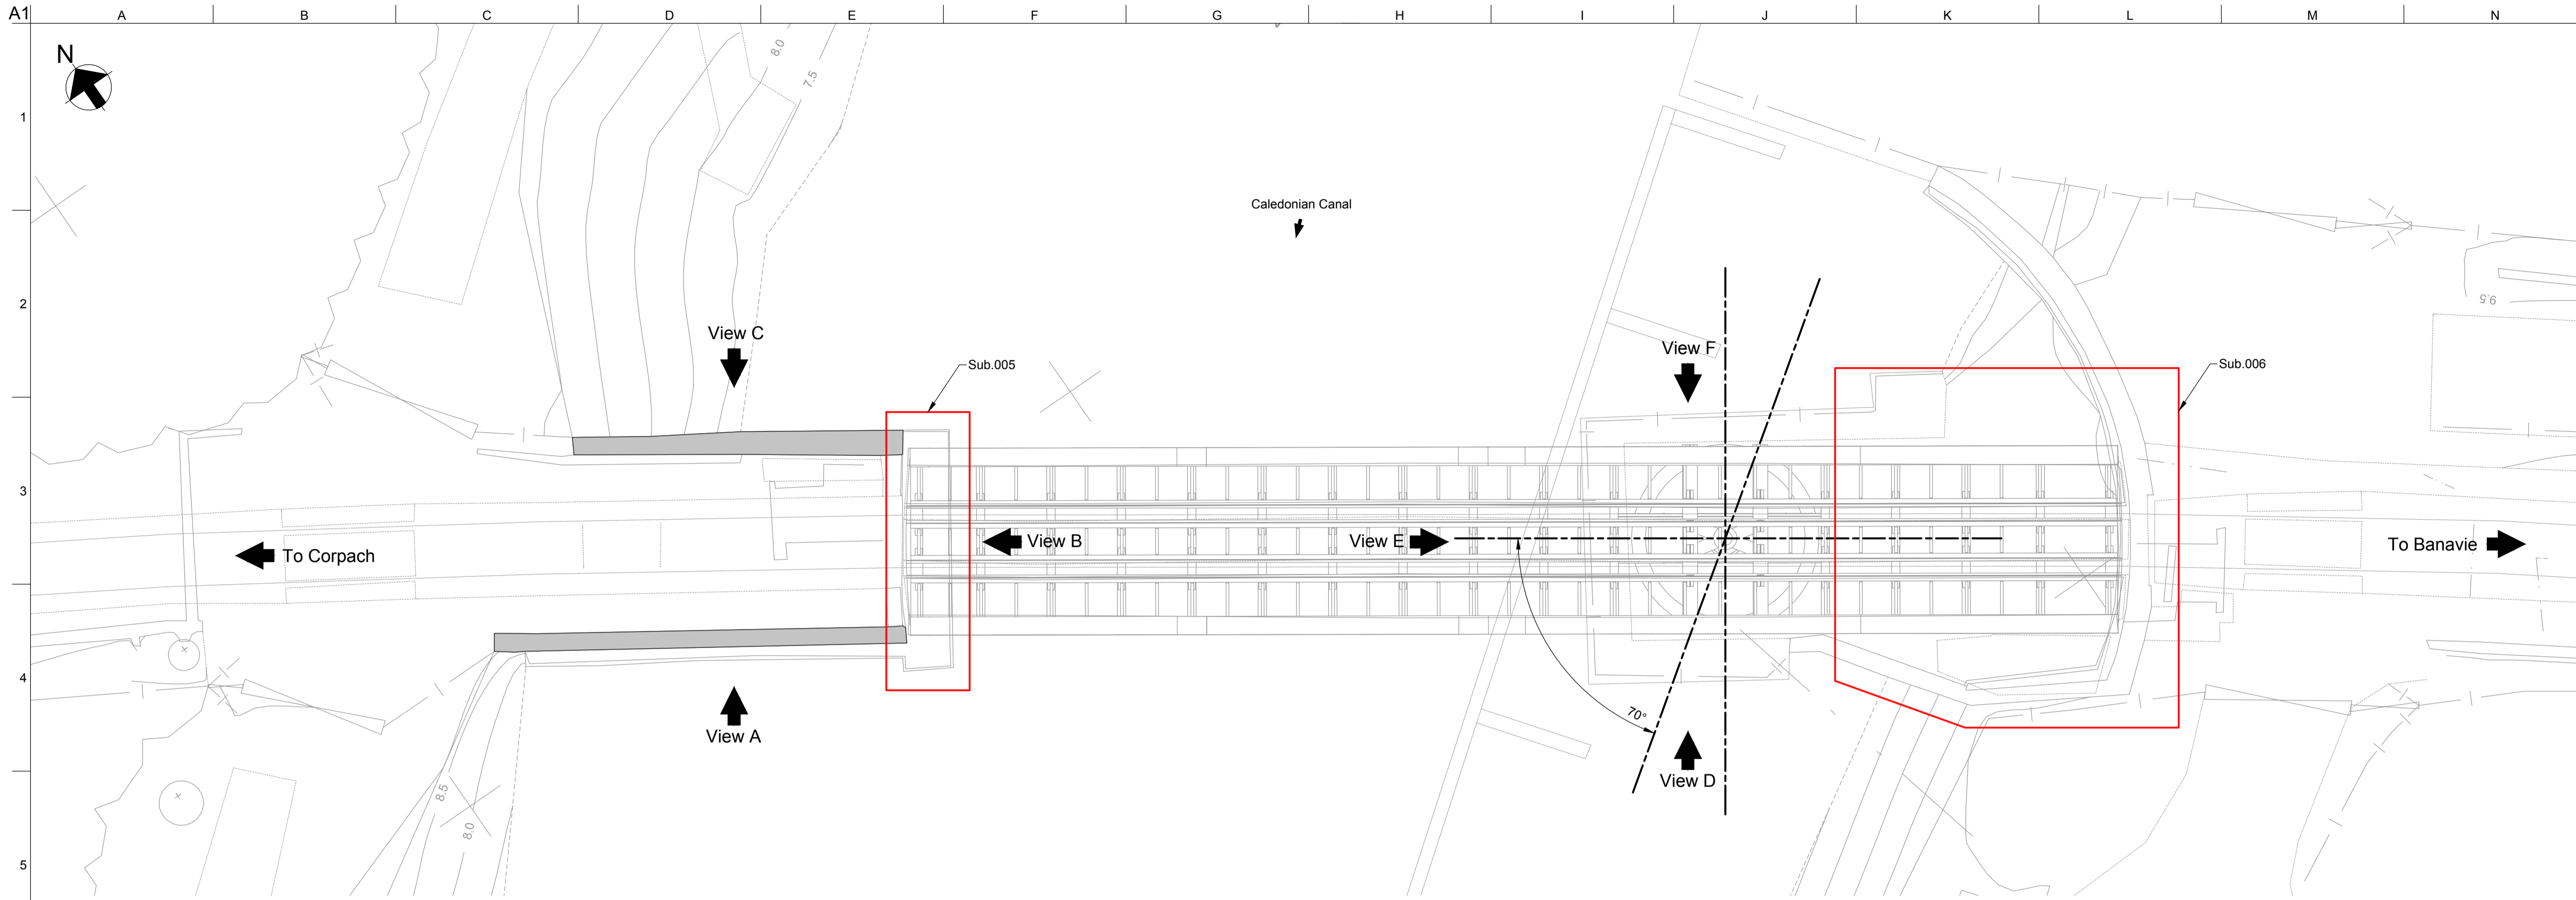 A1
A B C D E F G H I J K L M N
N
8.0
7.5
1
Caledonian Canal
2
9.5
View C
View F
Sub.005
Sub.006
3
View B
View E
To Corpach
To Banavie
4
70°
View A
View D
8.5
8.0
5